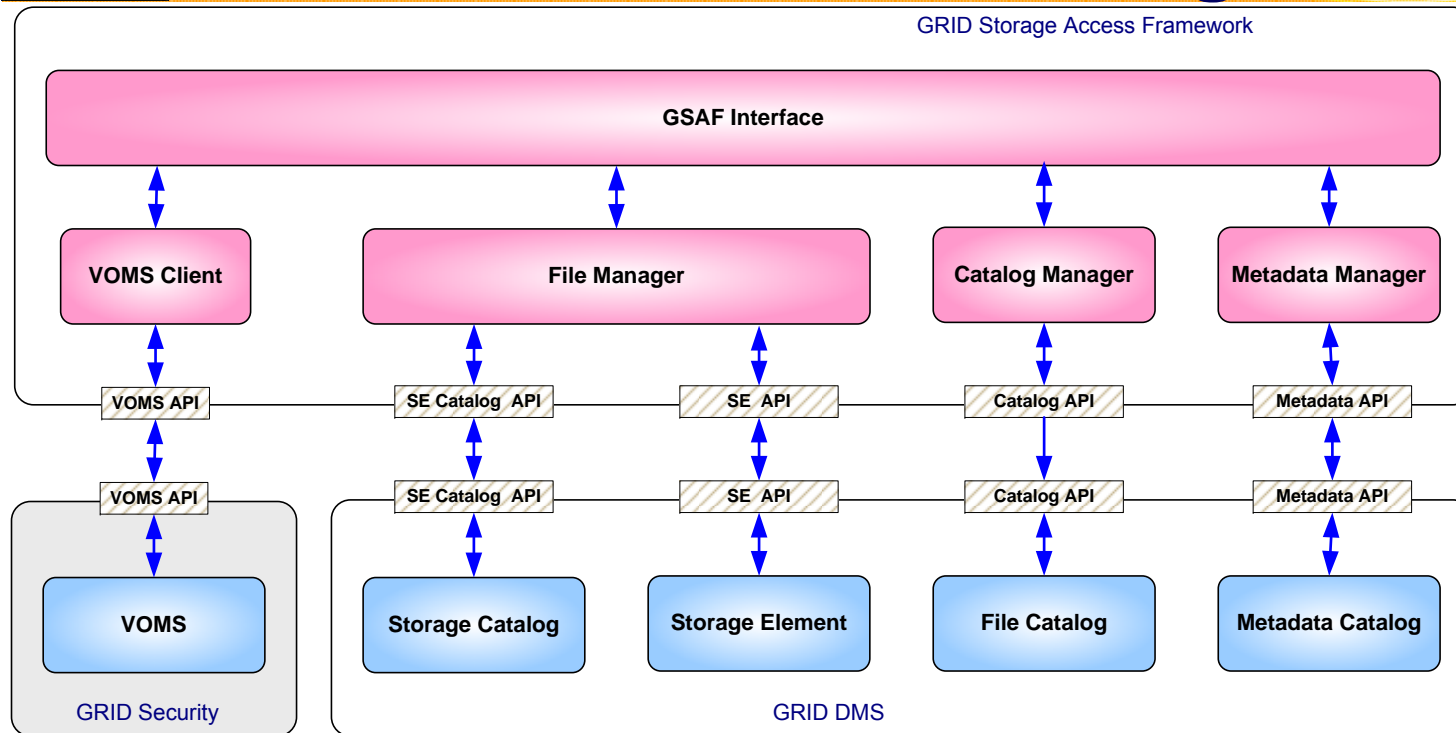 GRID Storage Access Framework
GSAF Interface
VOMS Client
File Manager
Catalog Manager
Metadata Manager
VOMS API
SE Catalog API
SE API
Catalog API
Metadata API
VOMS API
SE Catalog API
SE API
Catalog API
Metadata API
VOMS
Storage Catalog
Storage Element
File Catalog
Metadata Catalog
GRID Security
GRID DMS